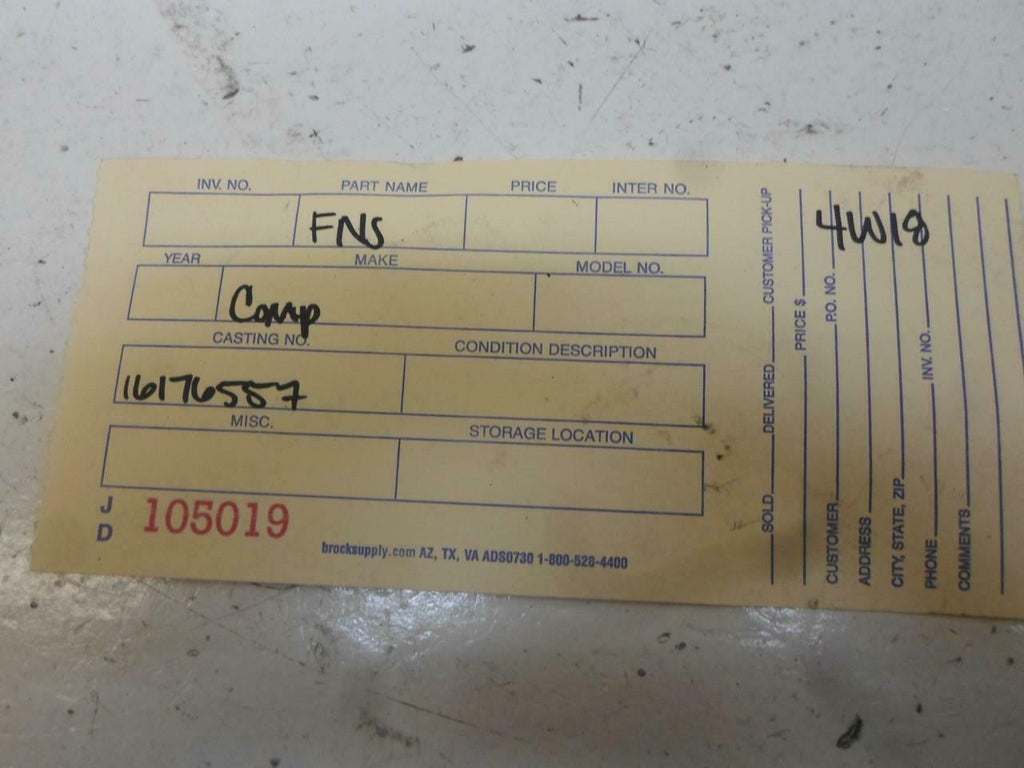 INV. NO. PART NAME PRICE INTER NO.
FNS
YEAR MAKE MODEL NO.
Comp
CASTING NO. CONDITION DESCRIPTION
16176557
MISC. STORAGE LOCATION
J
D
105019
brocksupply.com AZ, TX, VA ADS0730 1-800-528-4400
SOLD DELIVERED CUSTOMER PICK-UP
PRICE $
CUSTOMER P.O. NO.
ADDRESS
CITY, STATE, ZIP
PHONE INV. NO.
COMMENTS
4W18